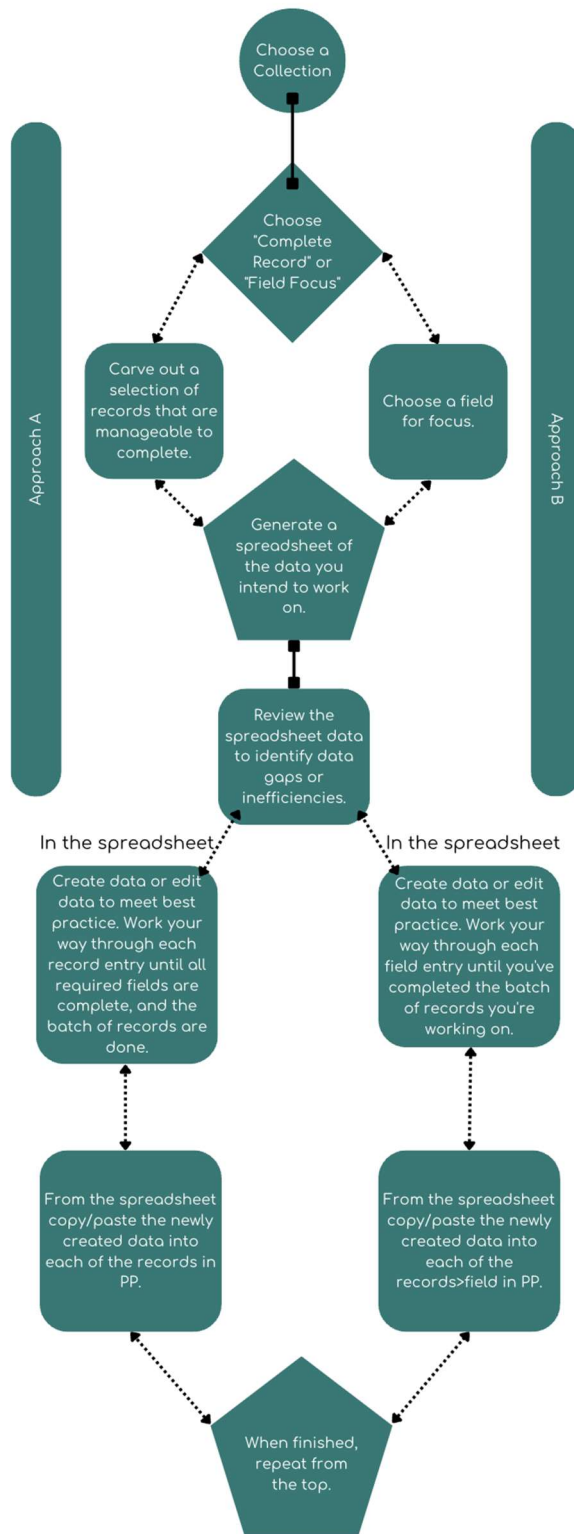 Choose a
Collection
Choose
"Complete
Record" or
"Field Focus"
Approach A
Approach B
Carve out a
selection of
records that are
manageable to
complete.
Choose a field
for focus.
Generate a
spreadsheet of
the data you
intend to work
on.
Review the
spreadsheet data
to identify data
gaps or
inefficiencies.
In the spreadsheet
Create data or edit
data to meet best
practice. Work your
way through each
record entry until all
required fields are
complete, and the
batch of records are
done.
In the spreadsheet
Create data or edit
data to meet best
practice. Work your
way through each
field entry until you've
completed the batch
of records you're
working on.
From the spreadsheet
copy/paste the newly
created data into
each of the records in
PP.
From the spreadsheet
copy/paste the newly
created data into
each of the
records>field in PP.
When finished,
repeat from
the top.